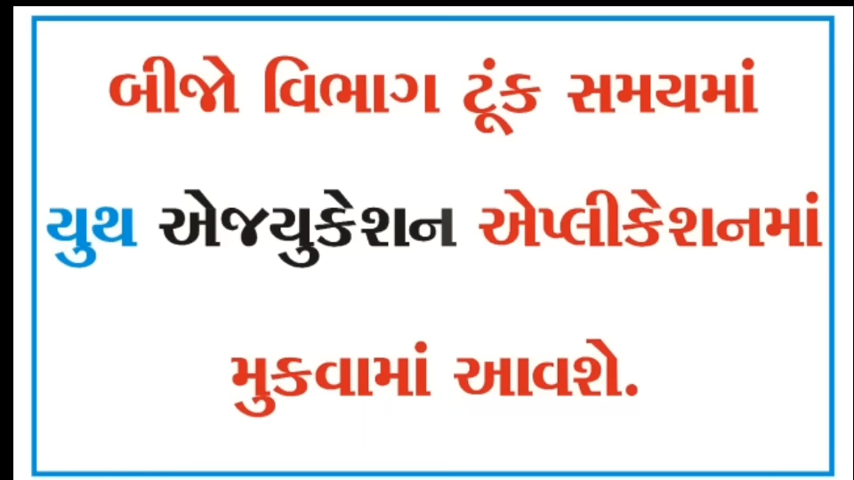 બીજો વિભાગ ટૂંક સમયમાં
યુથ એજયુકેશન એપ્લીકેશનમાં
મુકવામાં આવશે.